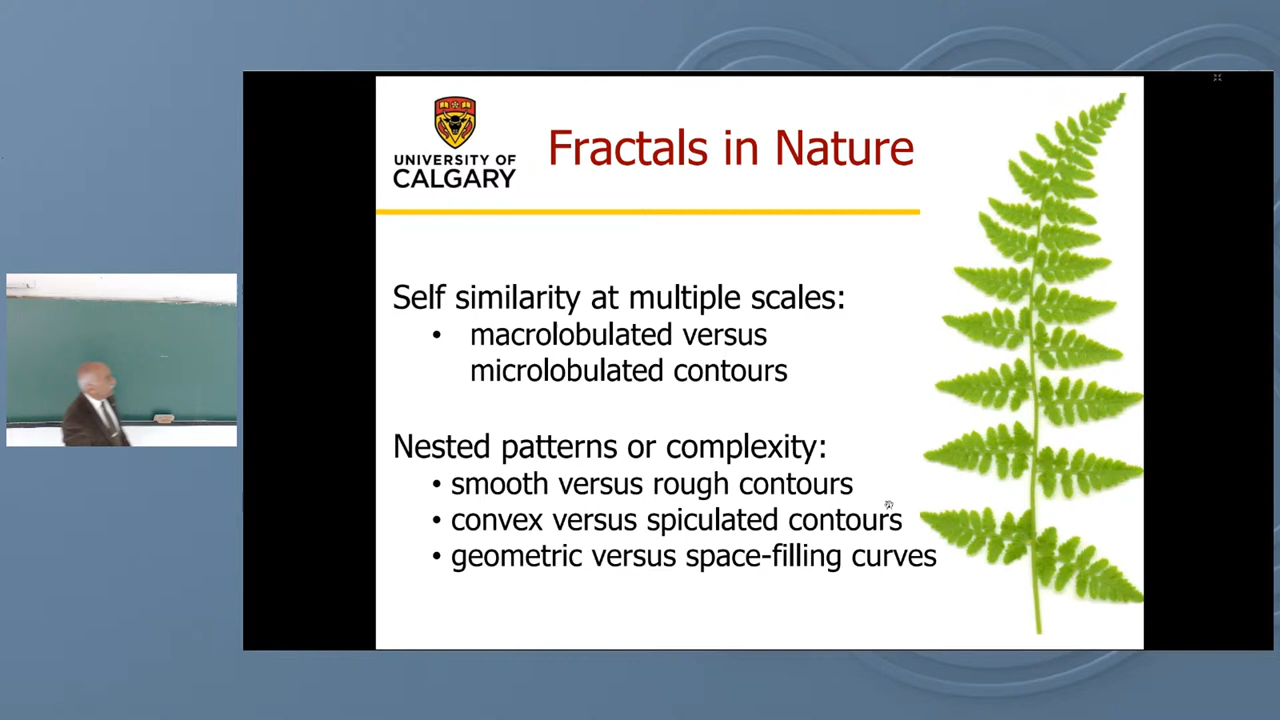 UNIVERSITY OF
CALGARY
Fractals in Nature
Self similarity at multiple scales:
• macrolobulated versus
microlobulated contours
Nested patterns or complexity:
• smooth versus rough contours
• convex versus spiculated contours
• geometric versus space-filling curves